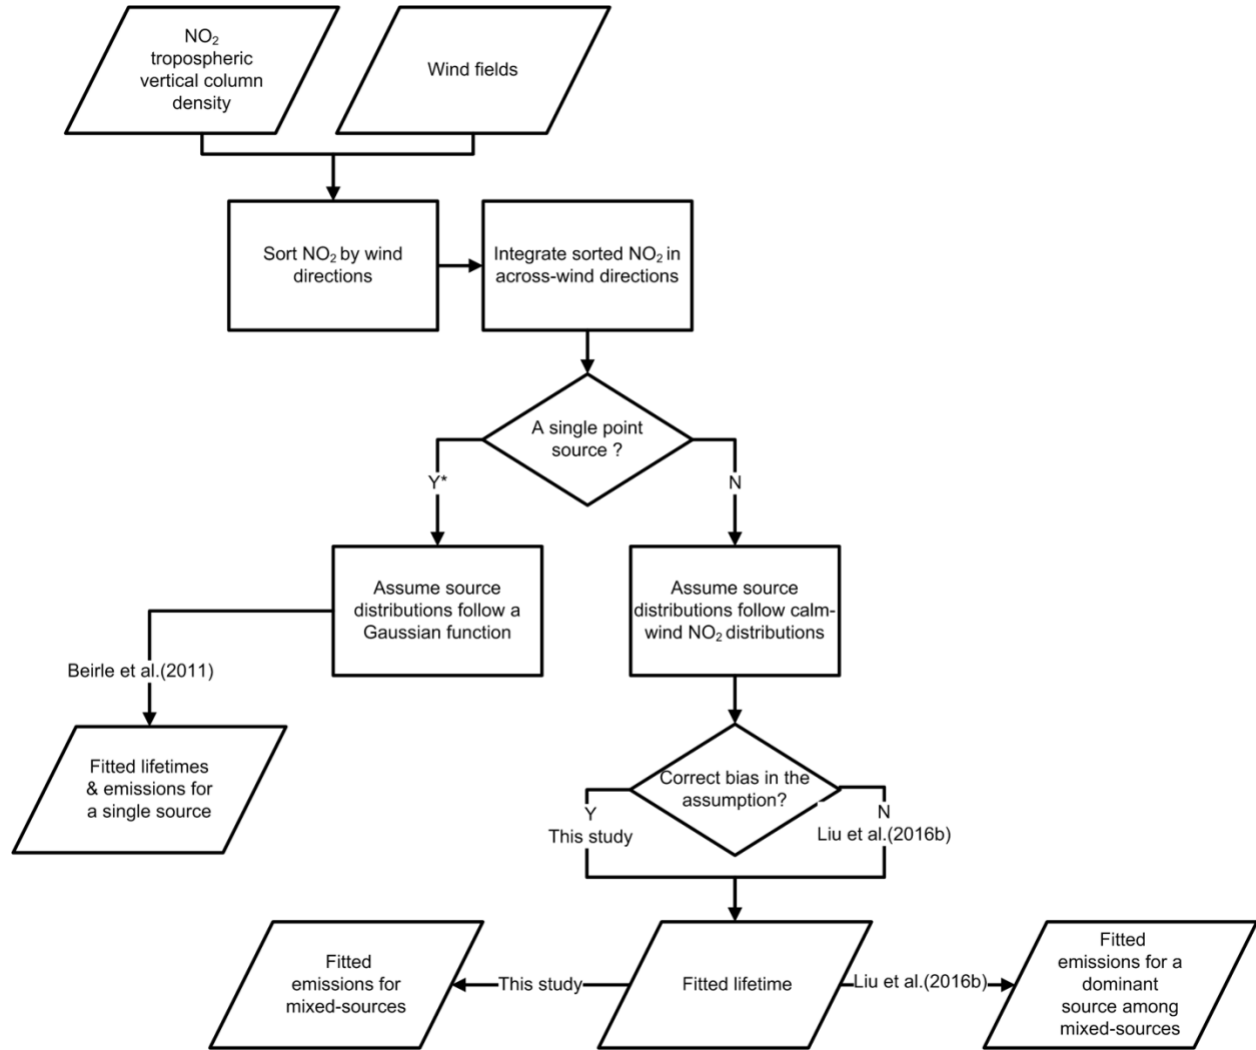 NO₂
tropospheric
vertical column
density
Wind fields
Sort NO₂ by wind
directions
Integrate sorted NO₂ in
across-wind directions
A single point
source ?
Y*
N
Assume source
distributions follow a
Gaussian function
Assume source
distributions follow calm-
wind NO₂ distributions
Beirle et al.(2011)
Fitted lifetimes
& emissions for
a single source
Correct bias in the
assumption?
Y
This study
N
Liu et al.(2016b)
Fitted
emissions for
mixed-sources
This study
Fitted lifetime
Liu et al.(2016b)
Fitted
emissions for a
dominant
source among
mixed-sources